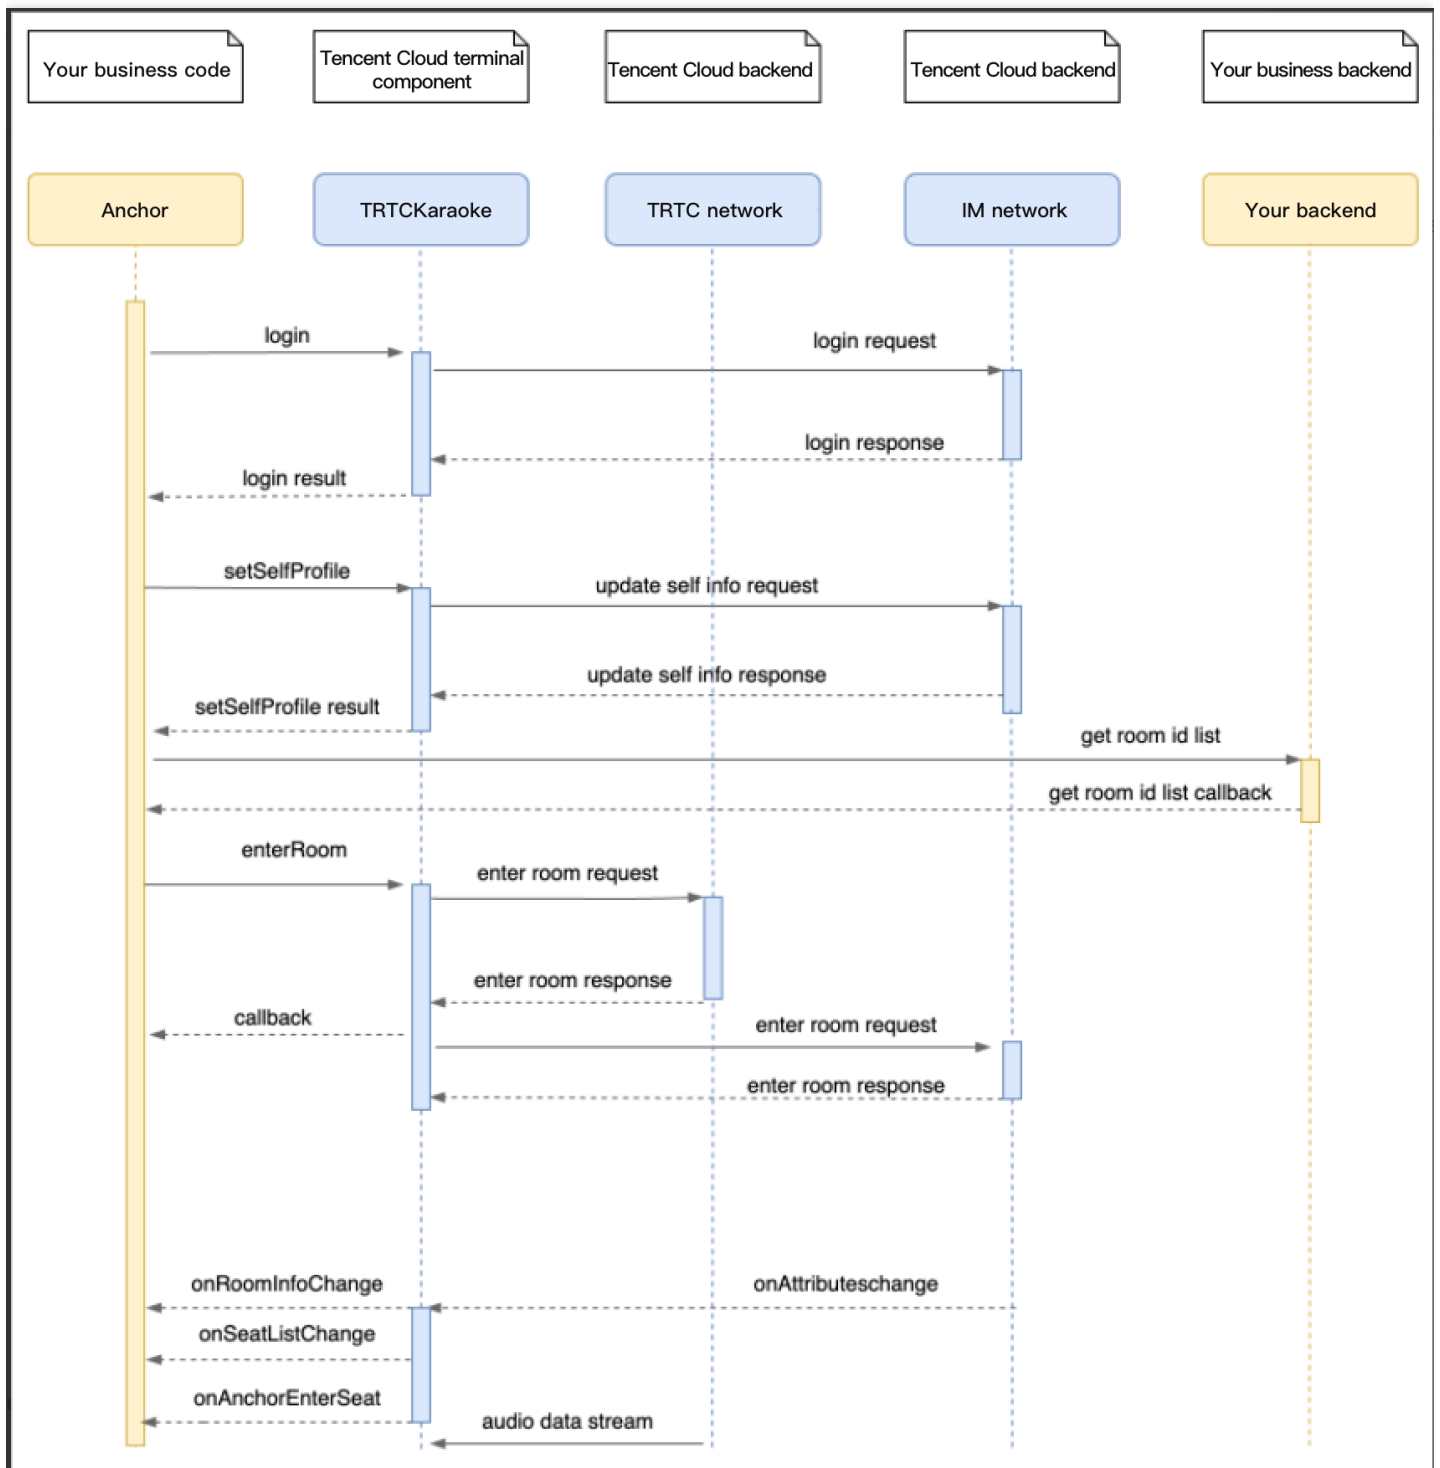 Your business code
Tencent Cloud terminal
component
Tencent Cloud backend
Tencent Cloud backend
Your business backend
Anchor
TRTCKaraoke
TRTC network
IM network
Your backend
login
login request
login response
login result
setSelfProfile
update self info request
update self info response
setSelfProfile result
get room id list
get room id list callback
enterRoom
enter room request
enter room response
callback
enter room request
enter room response
onRoomInfoChange
onAttributeschange
onSeatListChange
onAnchorEnterSeat
audio data stream